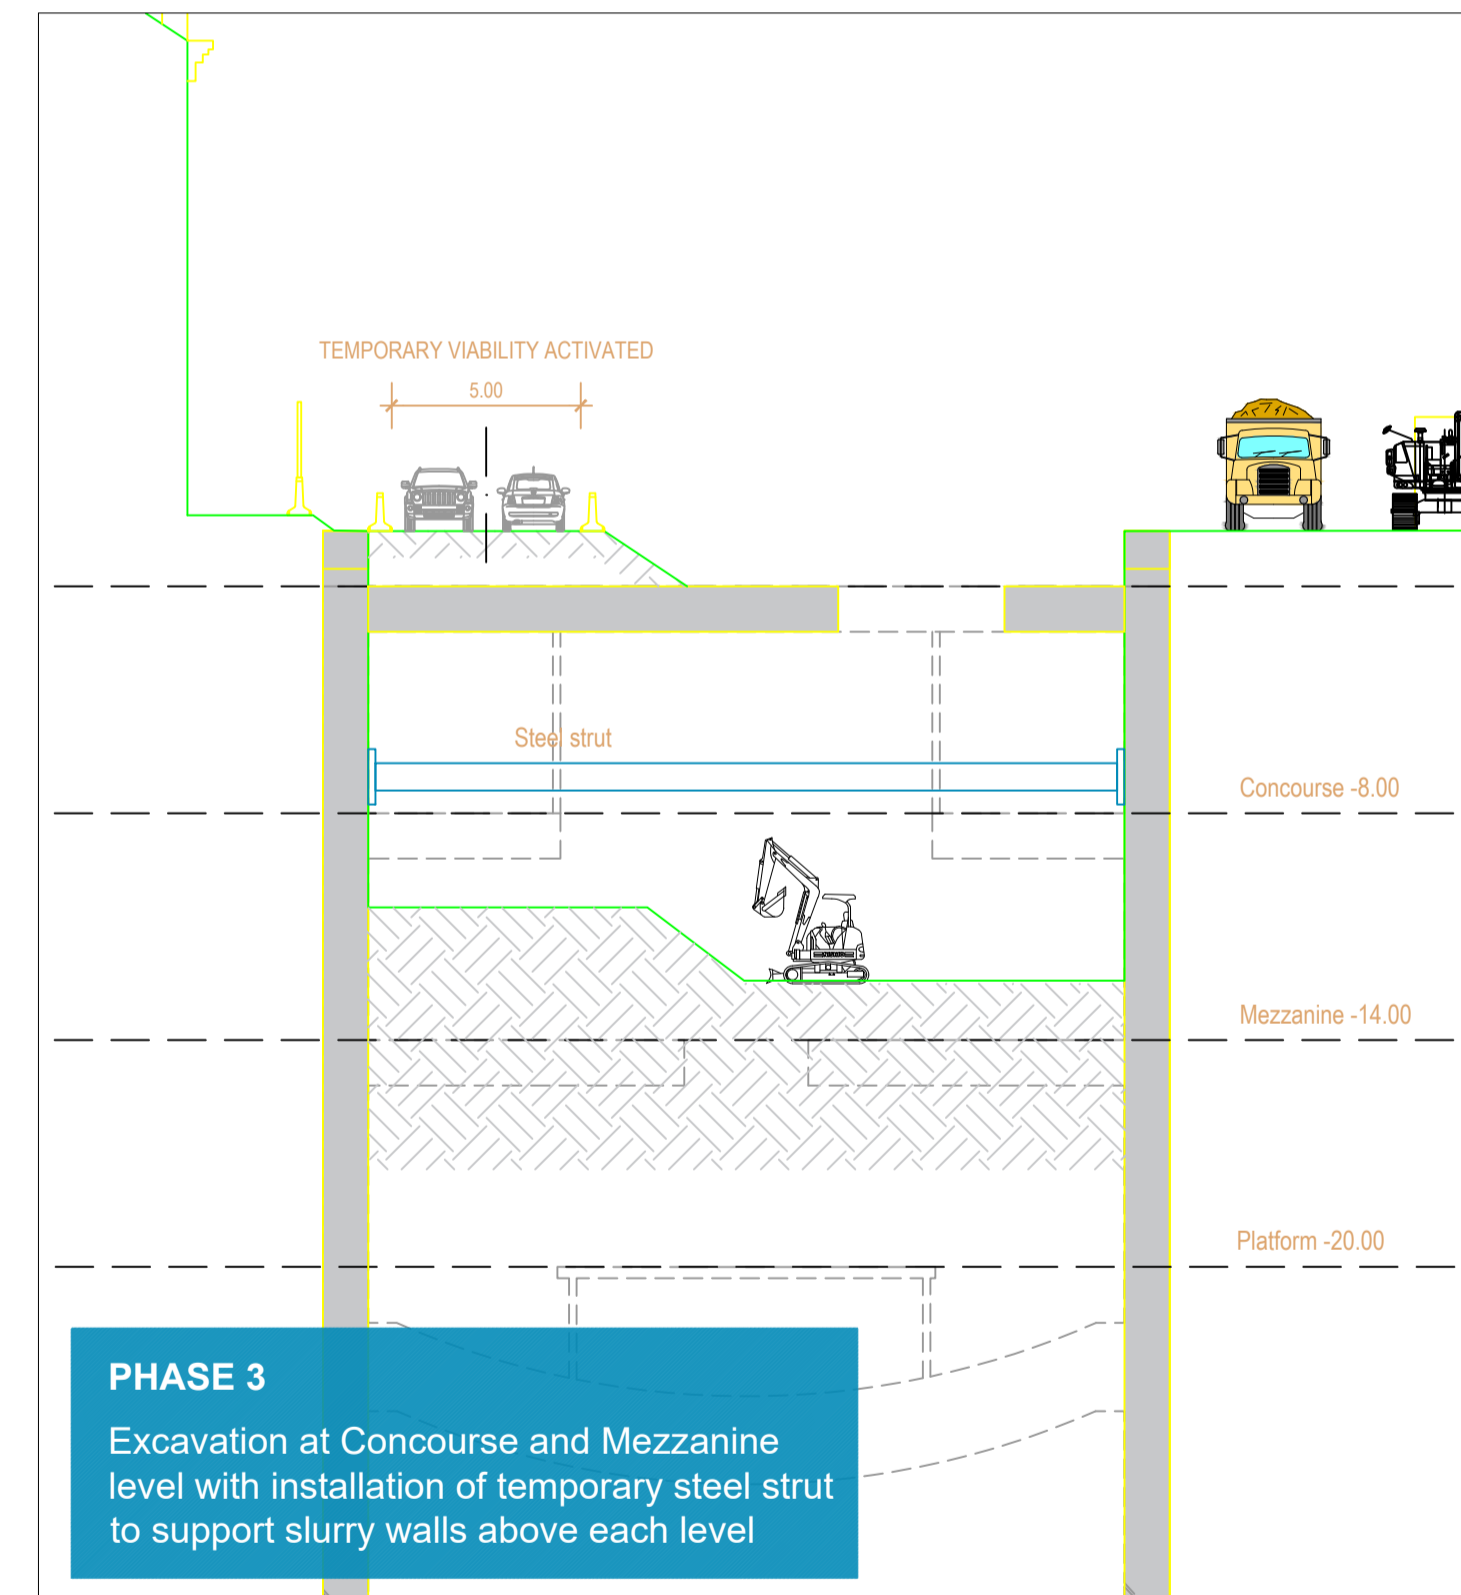 TEMPORARY VIABILITY ACTIVATED
5.00
Steel strut
Concourse -8.00
Mezzanine -14.00
Platform -20.00
PHASE 3
Excavation at Concourse and Mezzanine
level with installation of temporary steel strut
to support slurry walls above each level